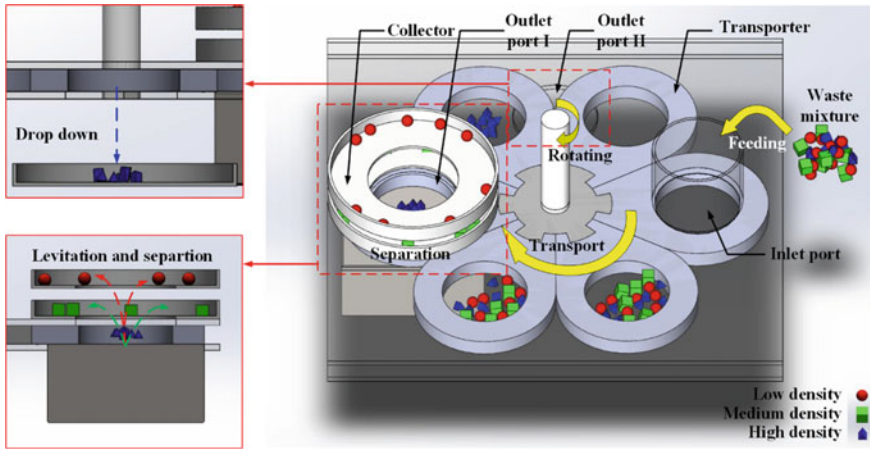 Drop down
Levitation and separtion
Collector
Outlet
port I
Outlet
port II
Transporter
Waste
mixture
Feeding
Rotating
Transport
Separation
Inlet port
Low density
Medium density
High density